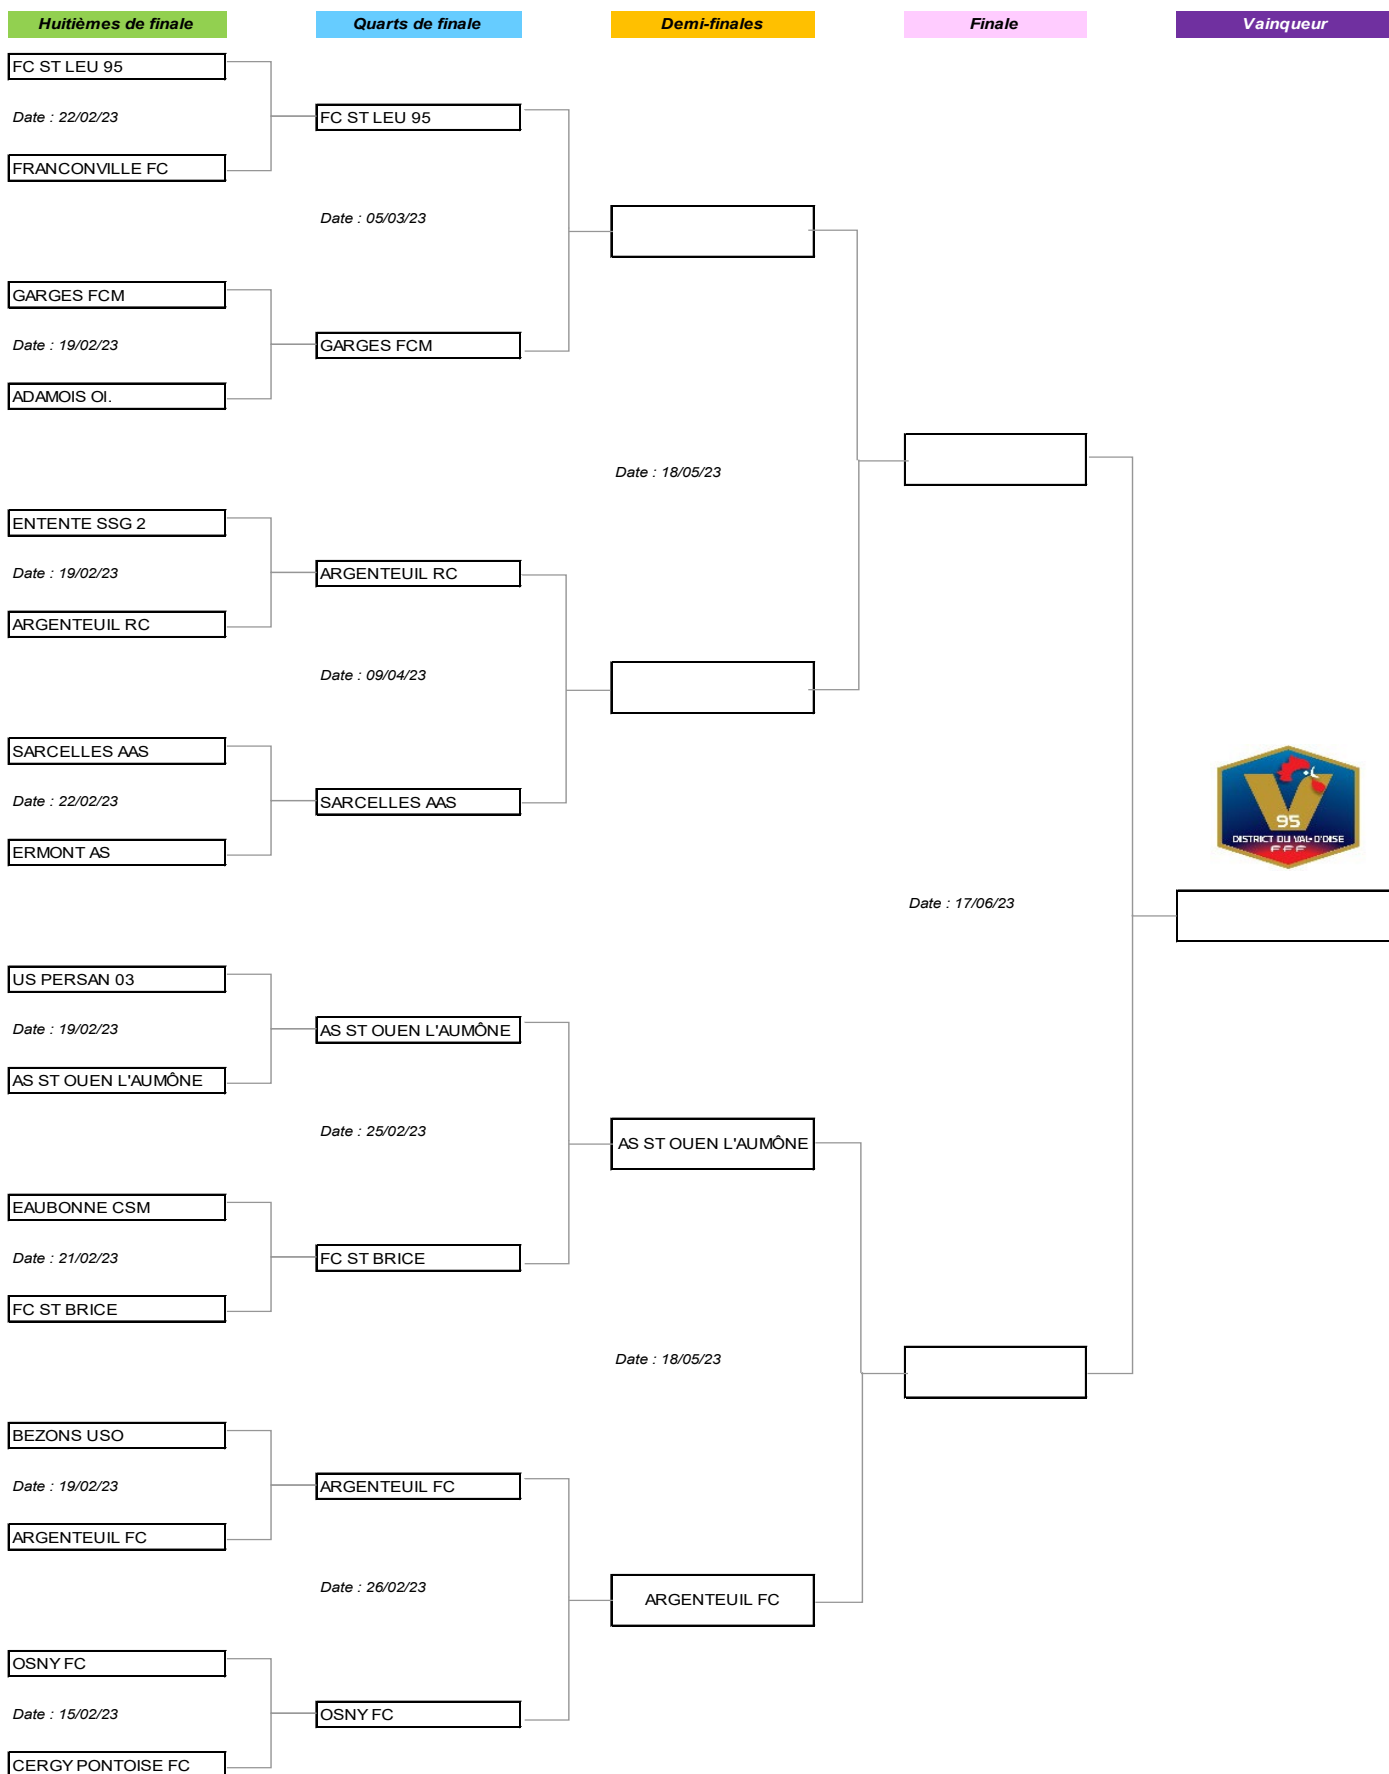 Huitièmes de finale
Quarts de finale
Demi-finales
Finale
Vainqueur
FC ST LEU 95
Date : 22/02/23
FC ST LEU 95
FRANCONVILLE FC
Date : 05/03/23
GARGES FCM
Date : 19/02/23
GARGES FCM
ADAMOIS Ol.
Date : 18/05/23
ENTENTE SSG 2
Date : 19/02/23
ARGENTEUIL RC
ARGENTEUIL RC
Date : 09/04/23
SARCELLES AAS
Date : 22/02/23
SARCELLES AAS
ERMONT AS
95
DISTRICT DU VAL-D'OISE
FFF
Date : 17/06/23
US PERSAN 03
Date : 19/02/23
AS ST OUEN L'AUMÔNE
AS ST OUEN L'AUMÔNE
Date : 25/02/23
AS ST OUEN L'AUMÔNE
EAUBONNE CSM
Date : 21/02/23
FC ST BRICE
FC ST BRICE
Date : 18/05/23
BEZONS USO
Date : 19/02/23
ARGENTEUIL FC
ARGENTEUIL FC
Date : 26/02/23
ARGENTEUIL FC
OSNY FC
Date : 15/02/23
OSNY FC
CERGY PONTOISE FC